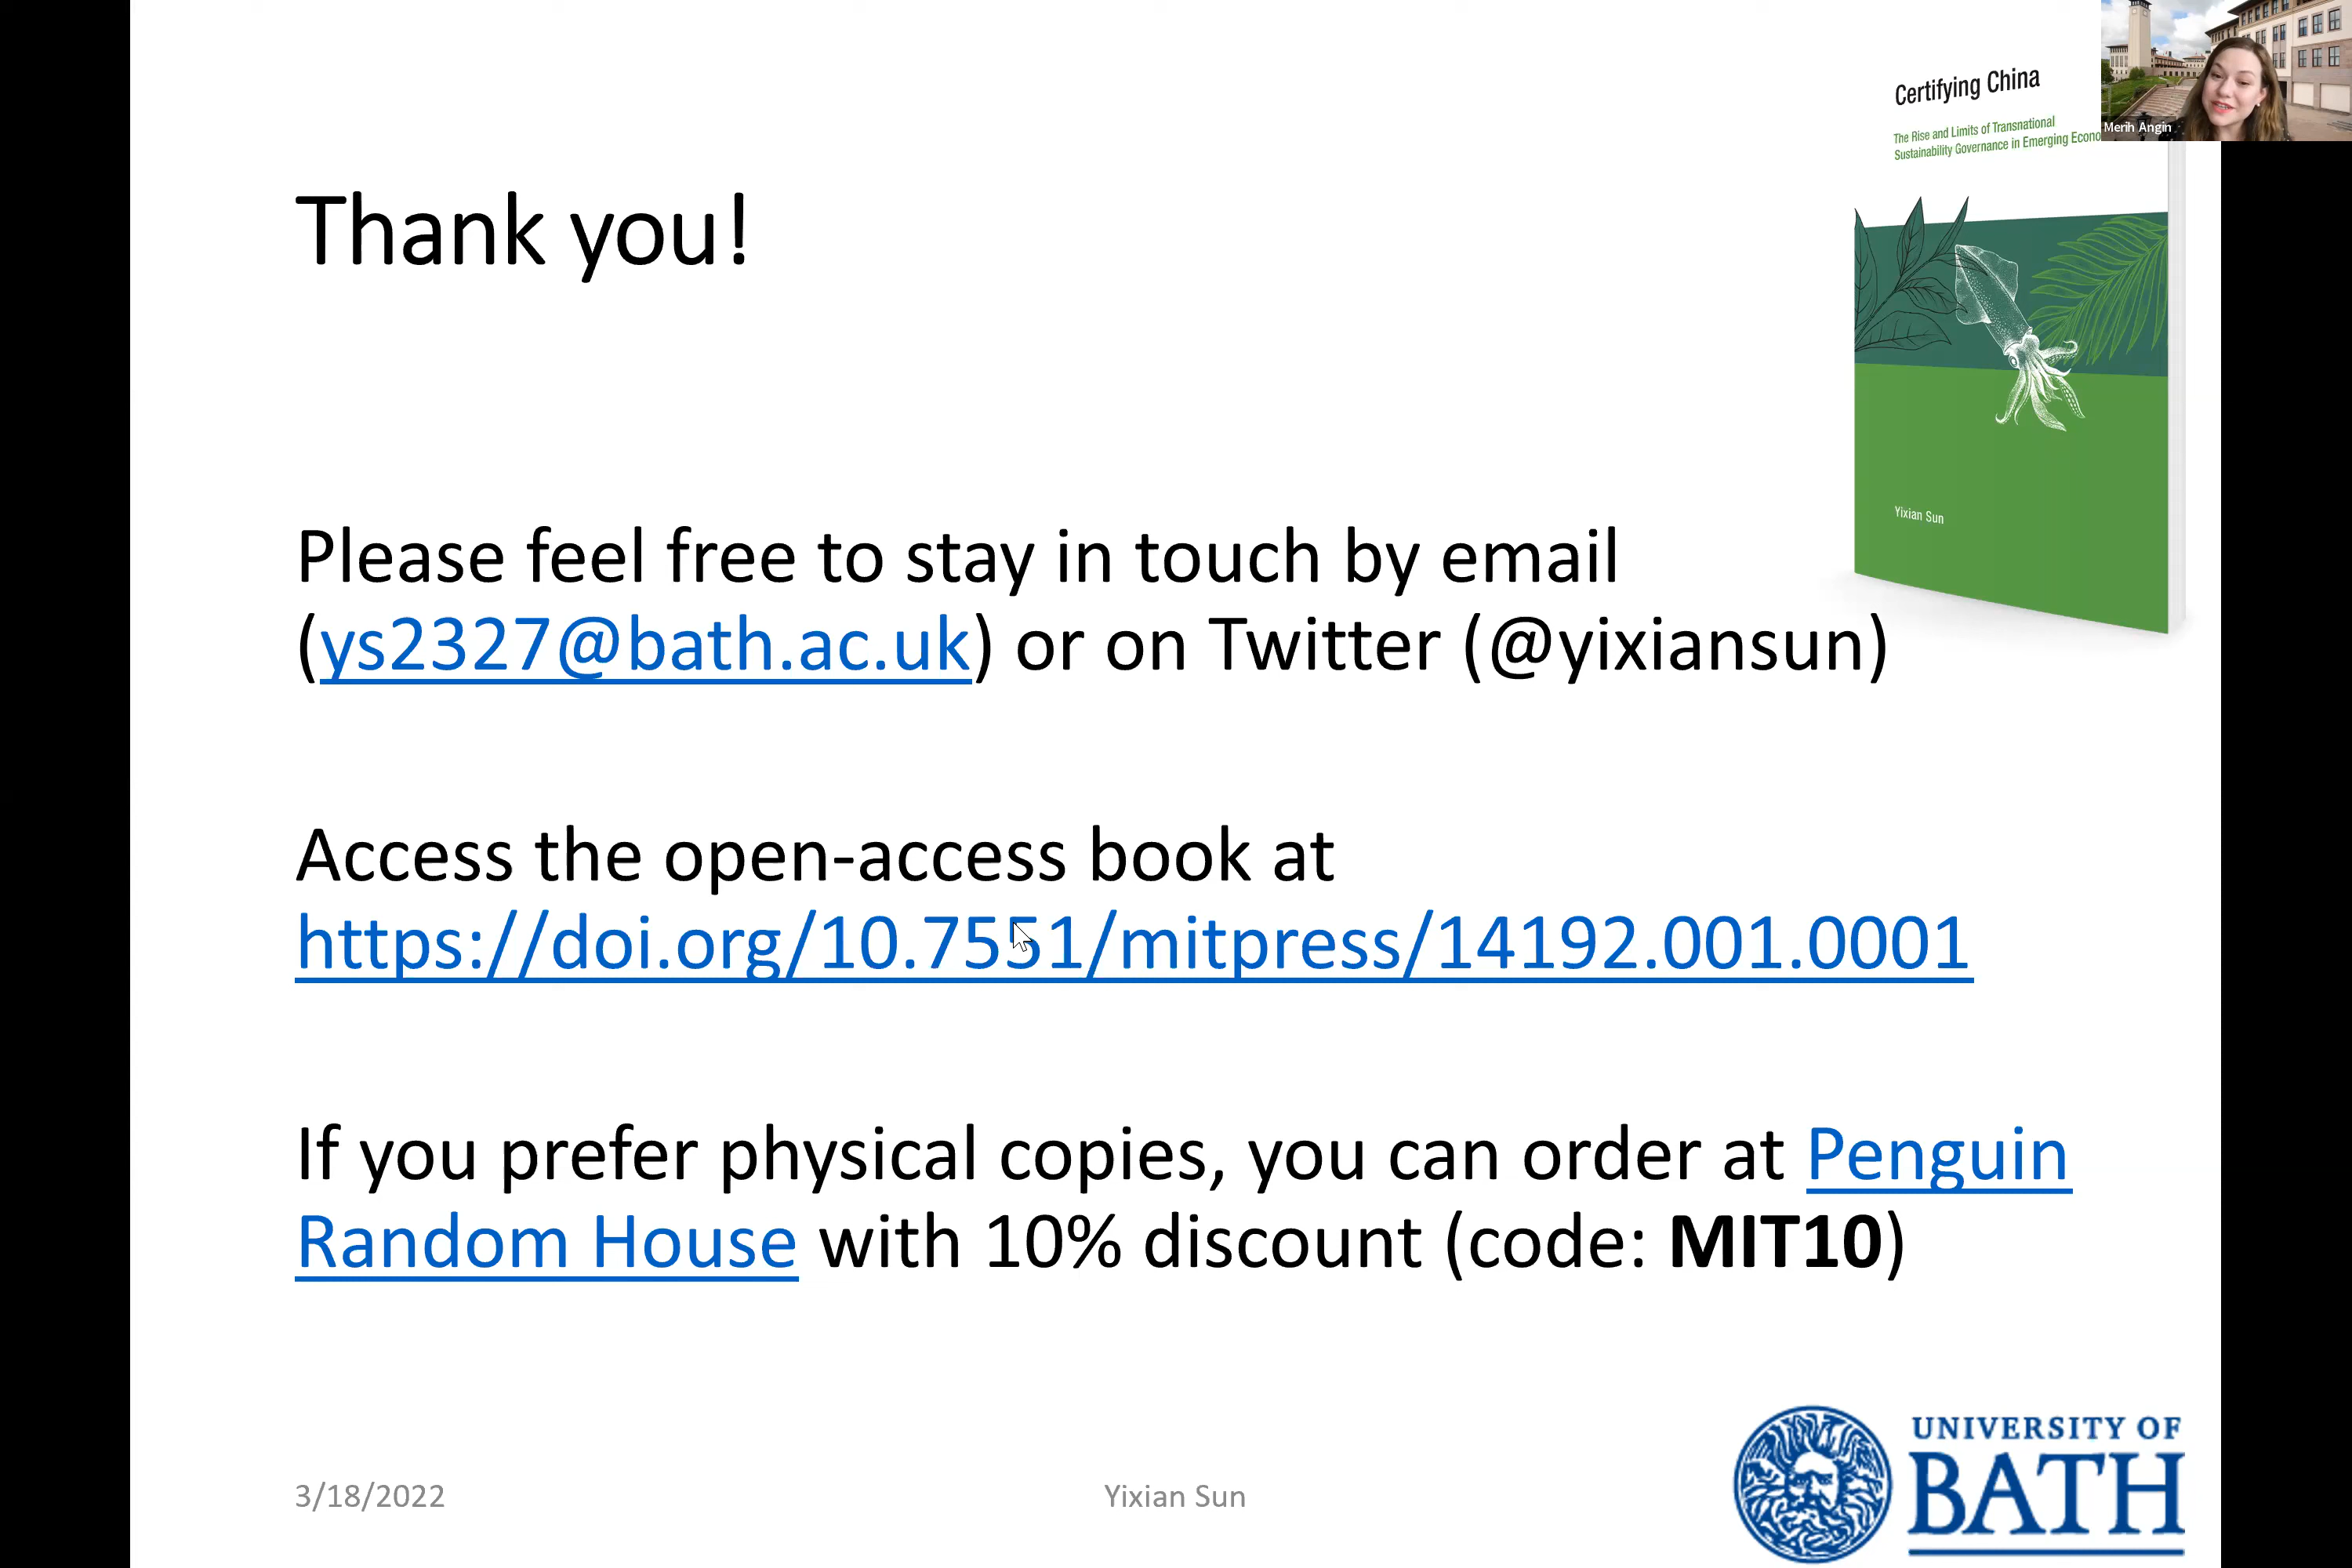 Certifying China
The Rise and Limits of Transnational
Sustainability Governance in Emerging
Merih Angin
Thank you!
Yixian Sun
Please feel free to stay in touch by email
(ys2327@bath.ac.uk) or on Twitter (@yixiansun)
Access the open-access book at
https://doi.org/10.7551/mitpress/14192.001.0001
If you prefer physical copies, you can order at Penguin
Random House with 10% discount (code: MIT10)
3/18/2022
Yixian Sun
UNIVERSITY OF
BATH